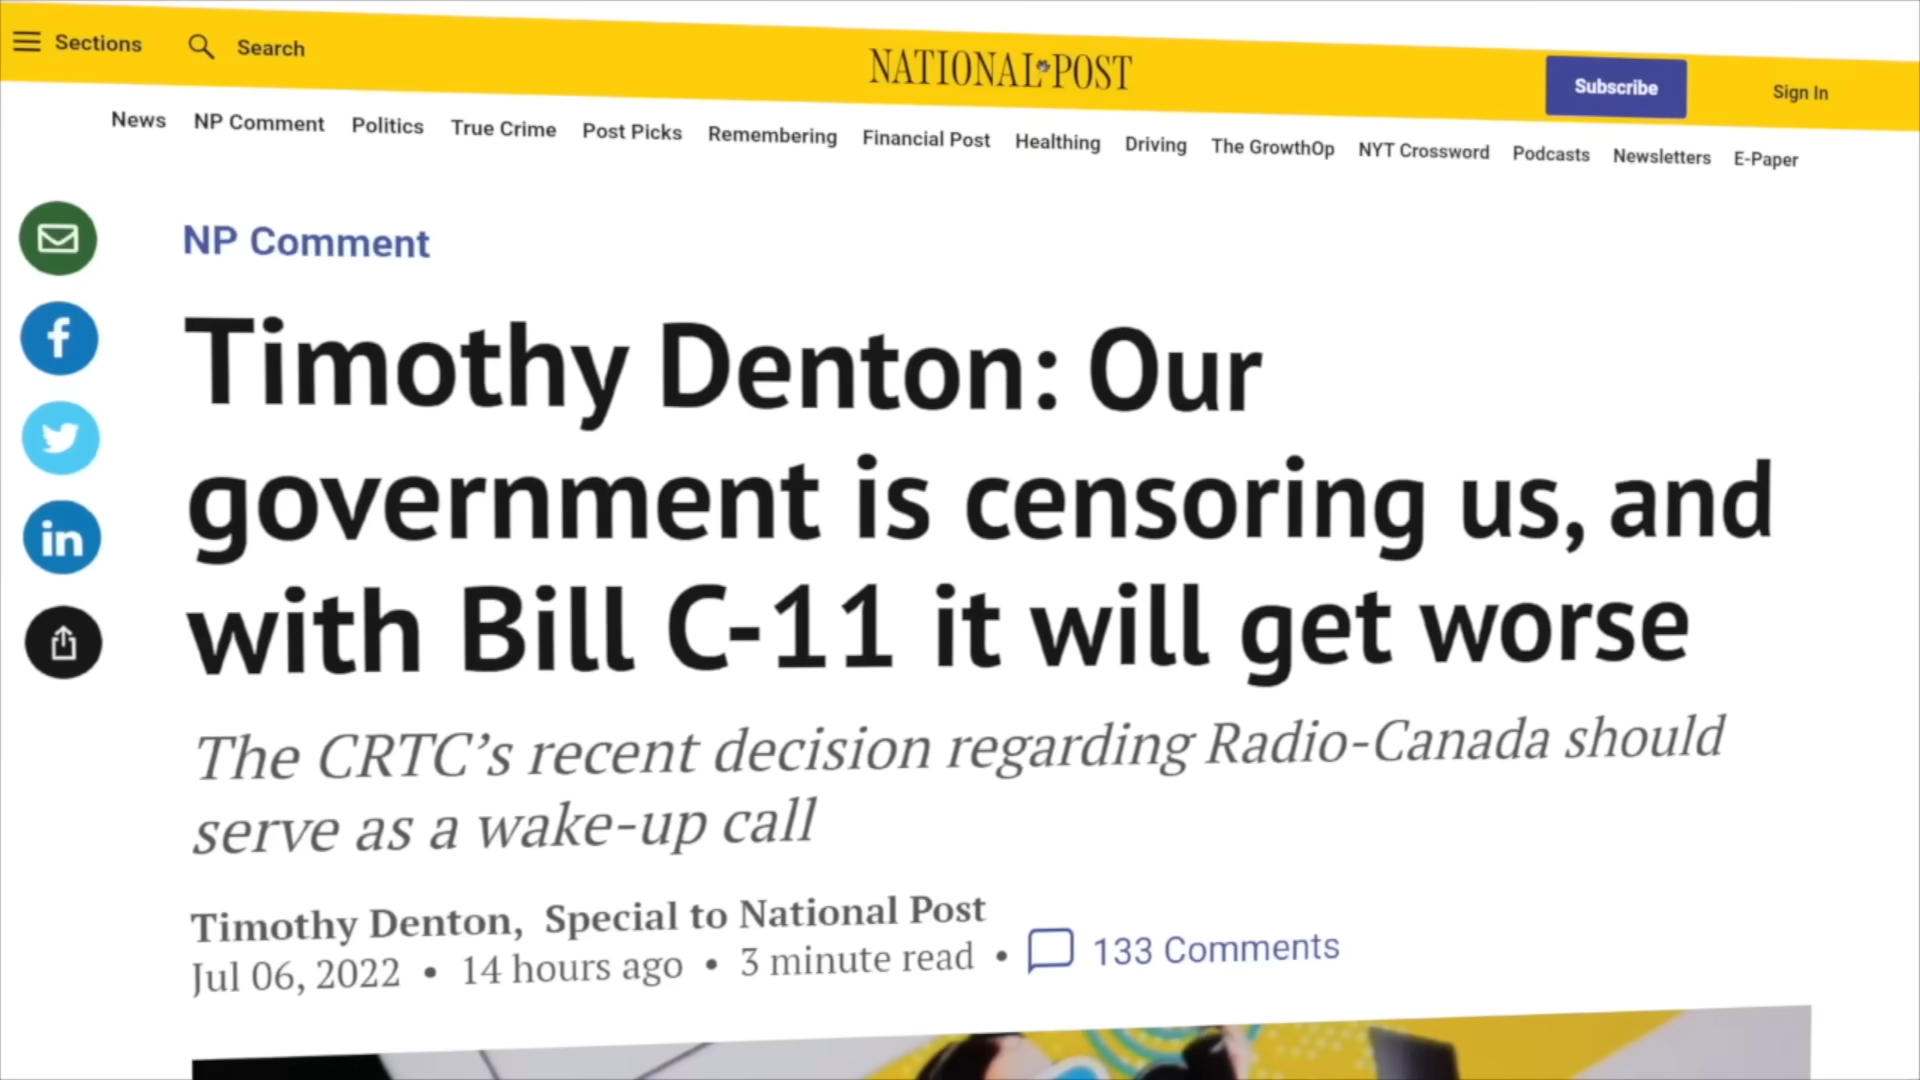 Sections Search NATIONAL POST Subscribe Sign In
News NP Comment Politics True Crime Post Picks Remembering Financial Post Healthing Driving The GrowthOp NYT Crossword Podcasts Newsletters E-Paper
NP Comment
Timothy Denton: Our
government is censoring us, and
with Bill C-11 it will get worse
The CRTC’s recent decision regarding Radio-Canada should
serve as a wake-up call
Timothy Denton, Special to National Post
Jul 06, 2022 • 14 hours ago • 3 minute read • 133 Comments